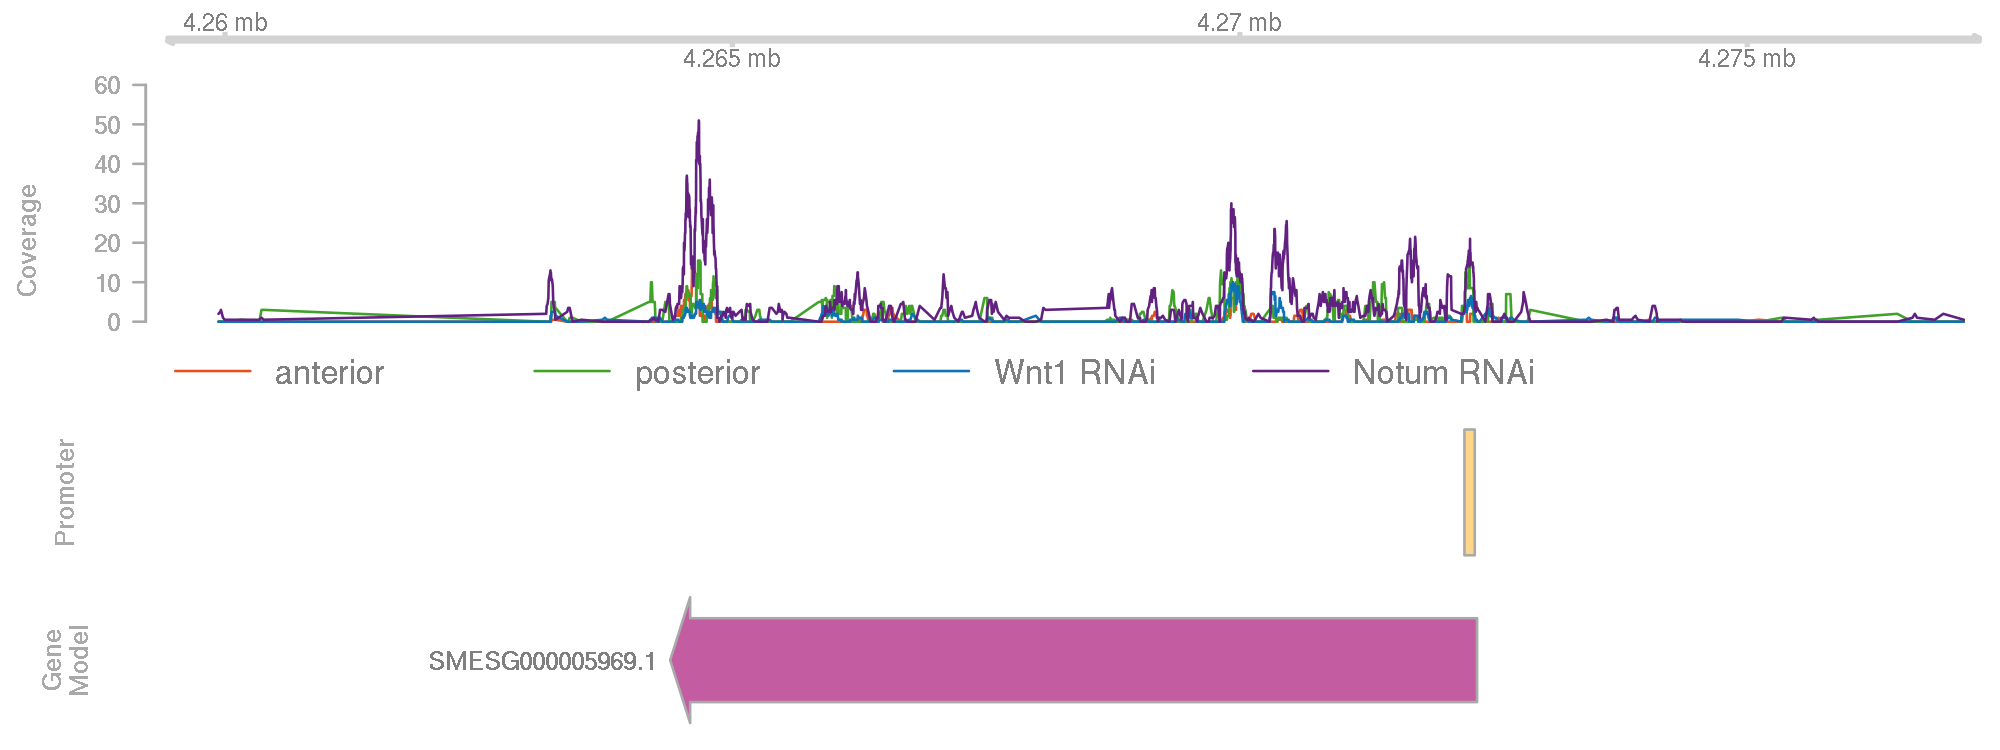 4.26 mb
4.27 mb
4.265 mb
4.275 mb
60
50
40
30
20
10
0
Coverage
anterior
posterior
Wnt1 RNAi
Notum RNAi
Promoter
Gene
Model
SMESG000005969.1